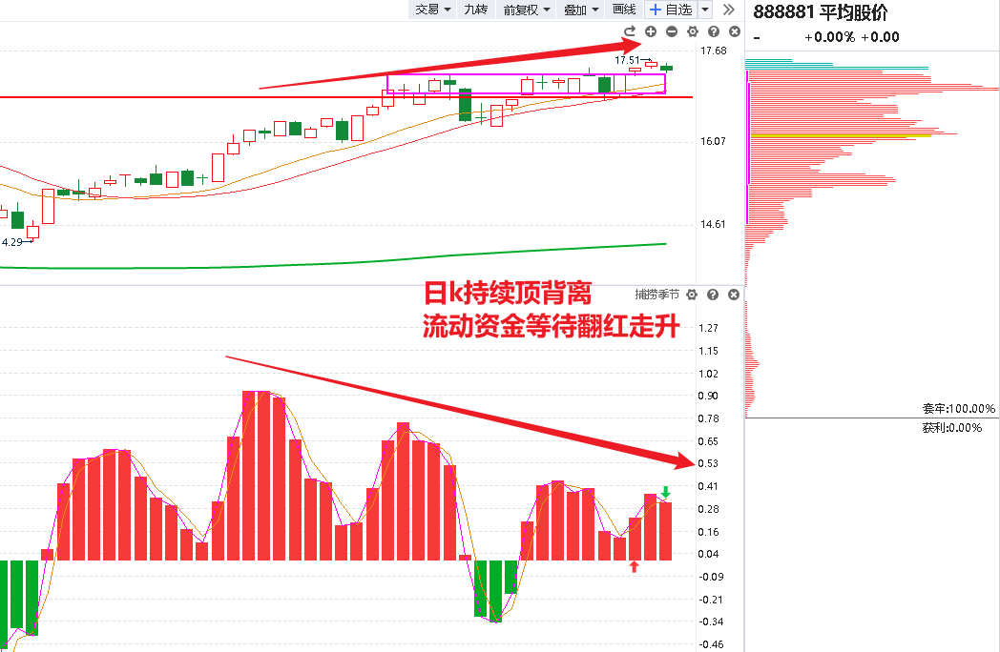 交易 九转 前复权 叠加 画线 + 自选
888881 平均股价
- +0.00% +0.00
17.68
17.51
16.07
14.61
4.29
日k持续顶背离
流动资金等待翻红走升
捕捞季节
1.27
1.15
1.02
0.90
0.78
0.65
0.53
0.41
0.28
0.16
0.04
-0.09
-0.21
-0.34
-0.46
套牢:100.00%
获利:0.00%